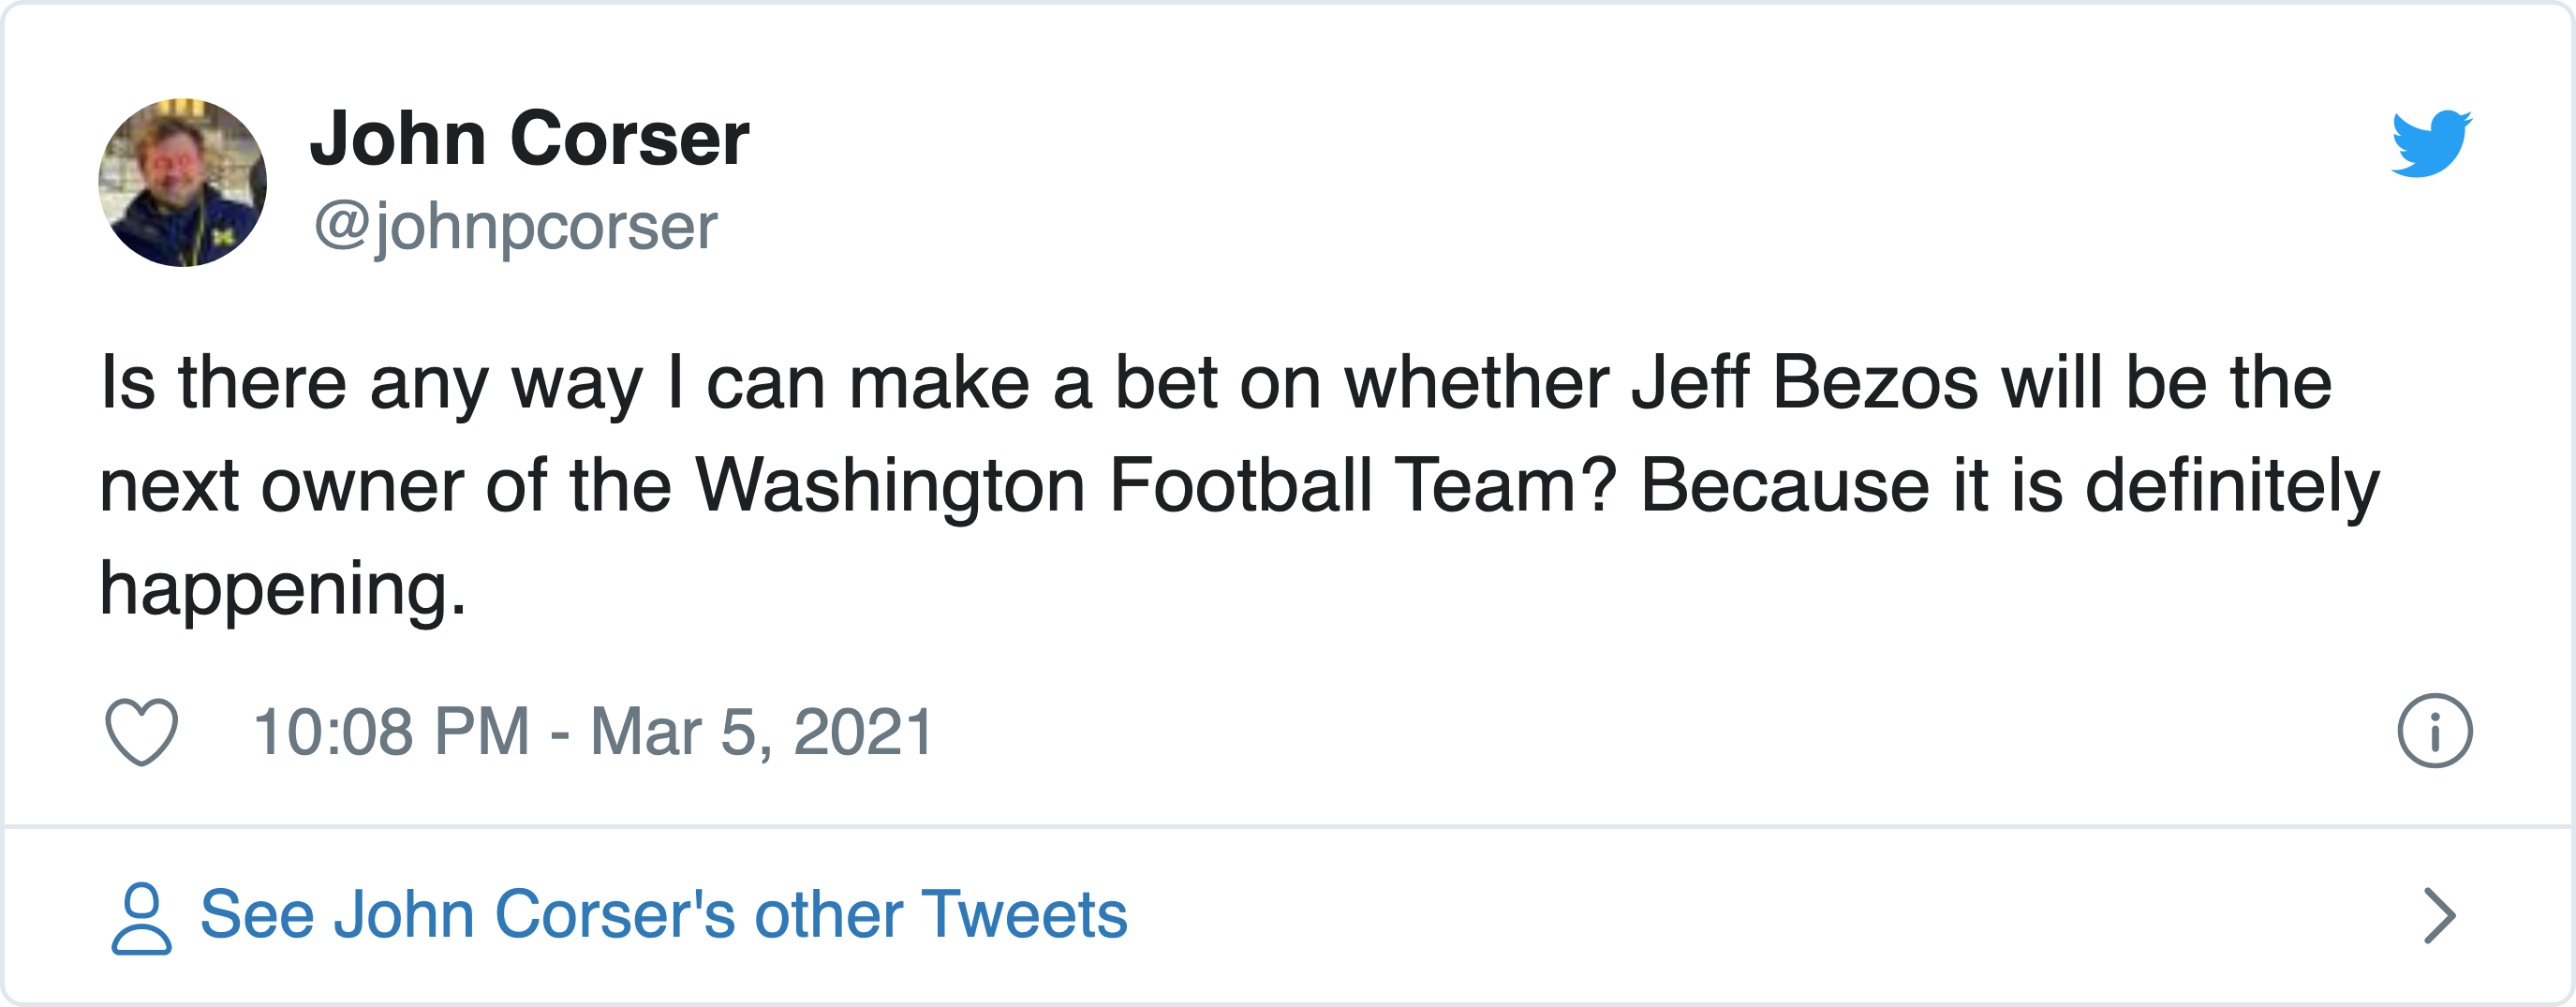 John Corser
@johnpcorser
Is there any way I can make a bet on whether Jeff Bezos will be the
next owner of the Washington Football Team? Because it is definitely
happening.
10:08 PM - Mar 5, 2021
See John Corser's other Tweets